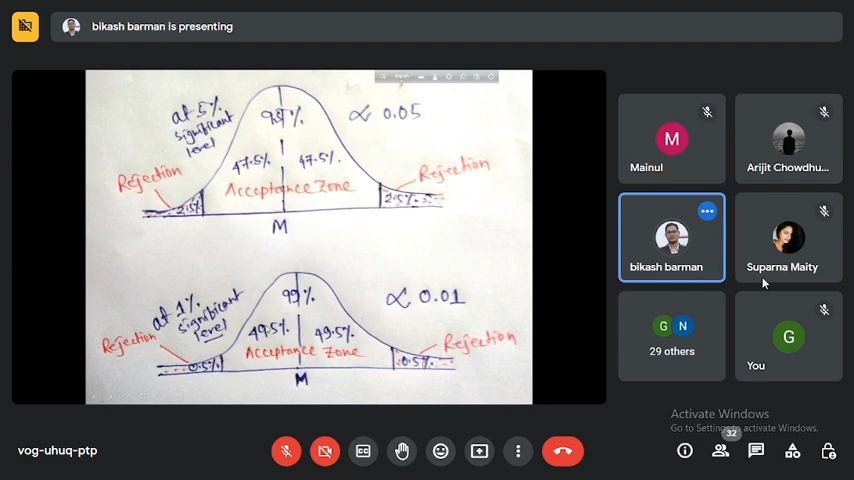 bikash barman is presenting
at 5%
significant
level
95%
∝ 0.05
47.5% 47.5%
Rejection
Rejection
Acceptance Zone
2.5%
2.5%
M
at 1%
significant
level
99%
∝ 0.01
49.5% 49.5%
Rejection
Rejection
Acceptance Zone
0.5%
0.5%
M
M
Mainul
Arijit Chowdhu...
bikash barman
Suparna Maity
G N
29 others
G
You
Activate Windows
Go to Settings to activate Windows.
32
vog-uhuq-ptp